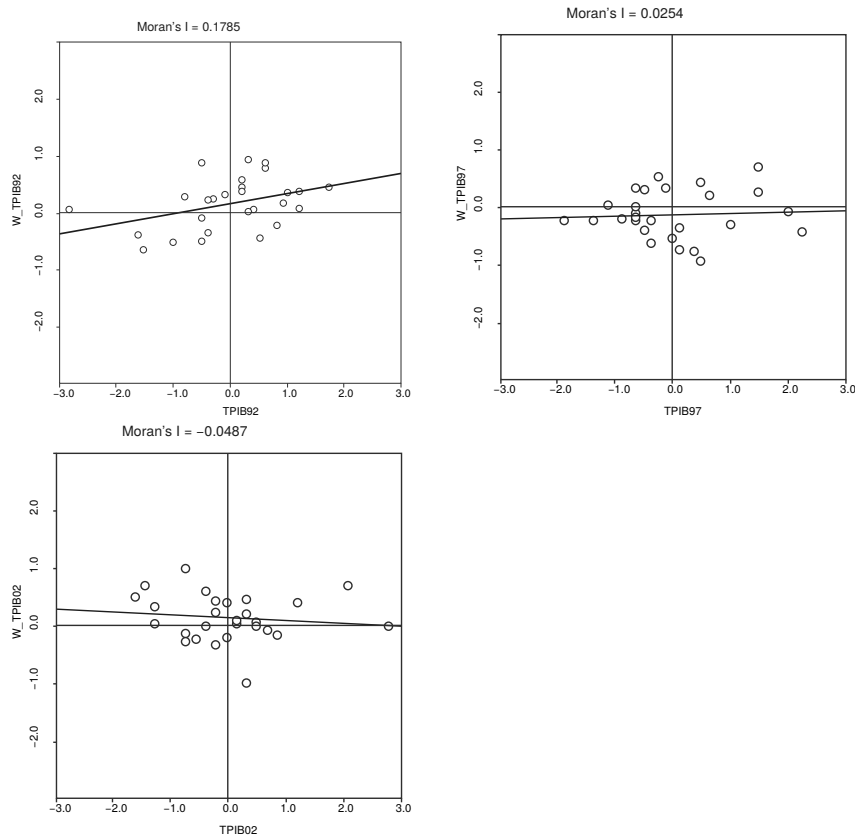 Moran's I = 0.1785
2.0
1.0
0.0
−1.0
−2.0
W_TPIB92
−3.0 −2.0 −1.0 0.0 1.0 2.0 3.0
TPIB92
Moran's I = 0.0254
2.0
1.0
0.0
−1.0
−2.0
W_TPIB97
−3.0 −2.0 −1.0 0.0 1.0 2.0 3.0
TPIB97
Moran's I = −0.0487
2.0
1.0
0.0
−1.0
−2.0
W_TPIB02
−3.0 −2.0 −1.0 0.0 1.0 2.0 3.0
TPIB02